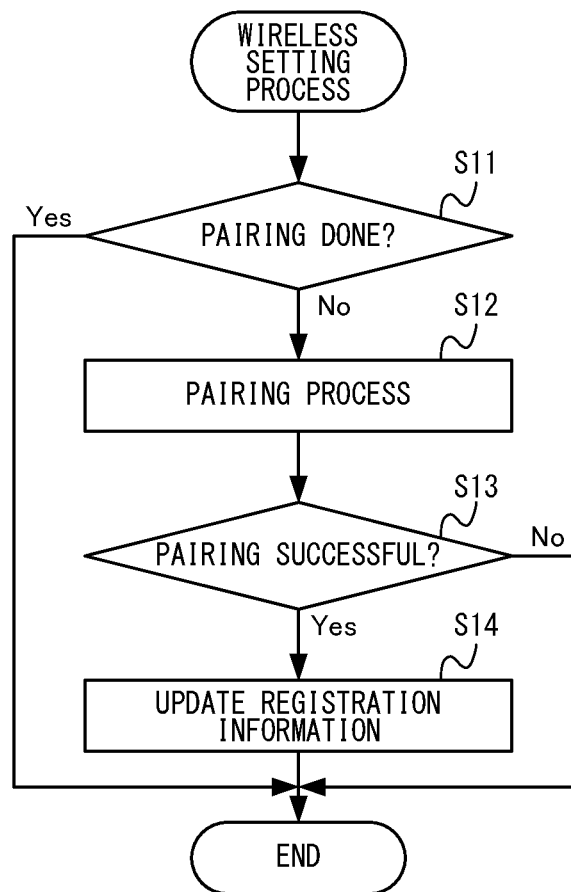 WIRELESS
SETTING
PROCESS
S11
Yes
PAIRING DONE?
No
S12
PAIRING PROCESS
S13
PAIRING SUCCESSFUL?
No
Yes
S14
UPDATE REGISTRATION
INFORMATION
END